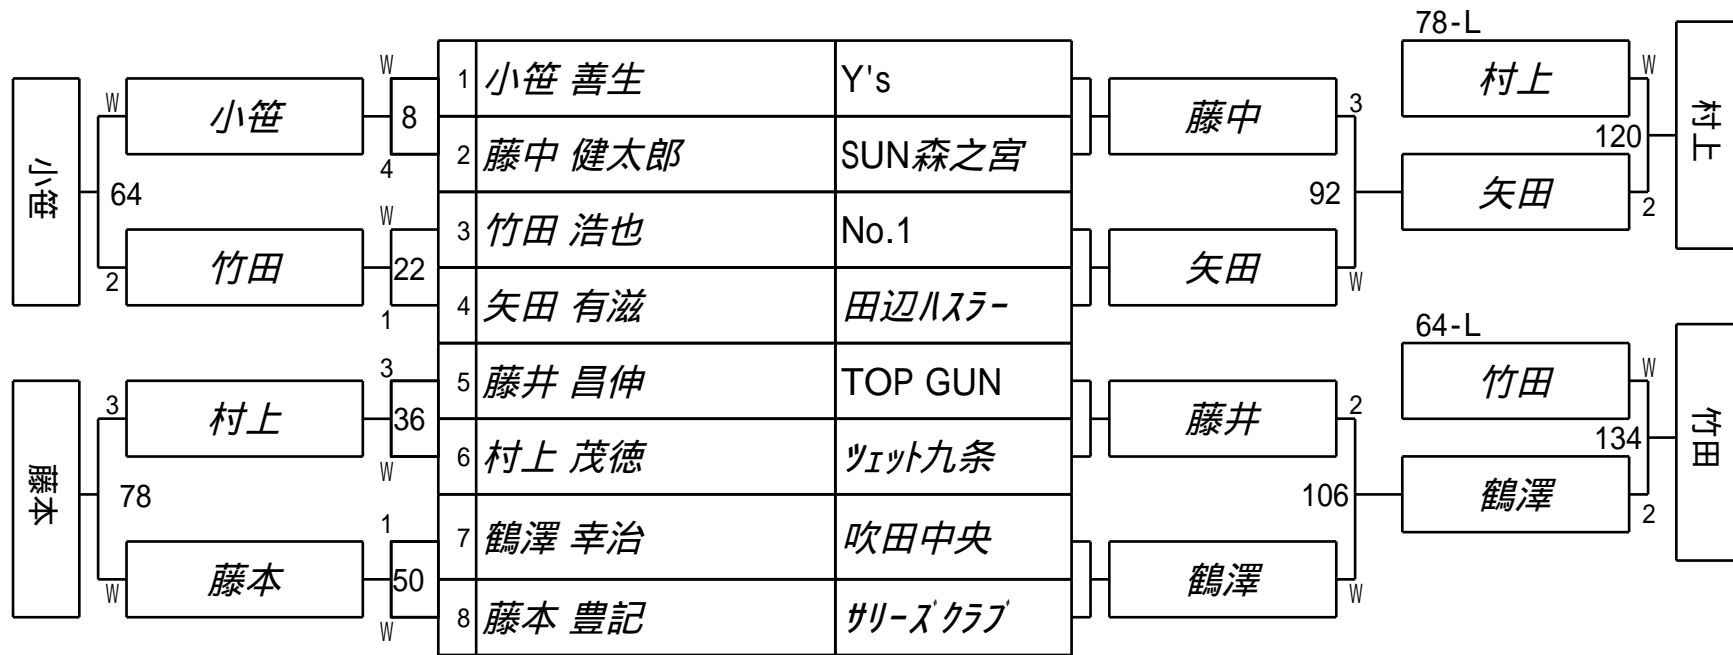 78-L
W
1 小笹 善生 Y's
村上
W
W
小笹
8
藤中
3
村上
2 藤中 健太郎 SUN森之宮
120
4
小笹
64
92
矢田
2
W
3 竹田 浩也 No.1
竹田
22
矢田
2
W
4 矢田 有滋 田辺ハスラー
1
64-L
3
5 藤井 昌伸 TOP GUN
竹田
W
3
村上
36
藤井
2
竹田
6 村上 茂徳 ツェット九条
134
W
藤本
78
106
鶴澤
2
1
7 鶴澤 幸治 吹田中央
藤本
50
鶴澤
W
W
8 藤本 豊記 サリーズクラブ
W